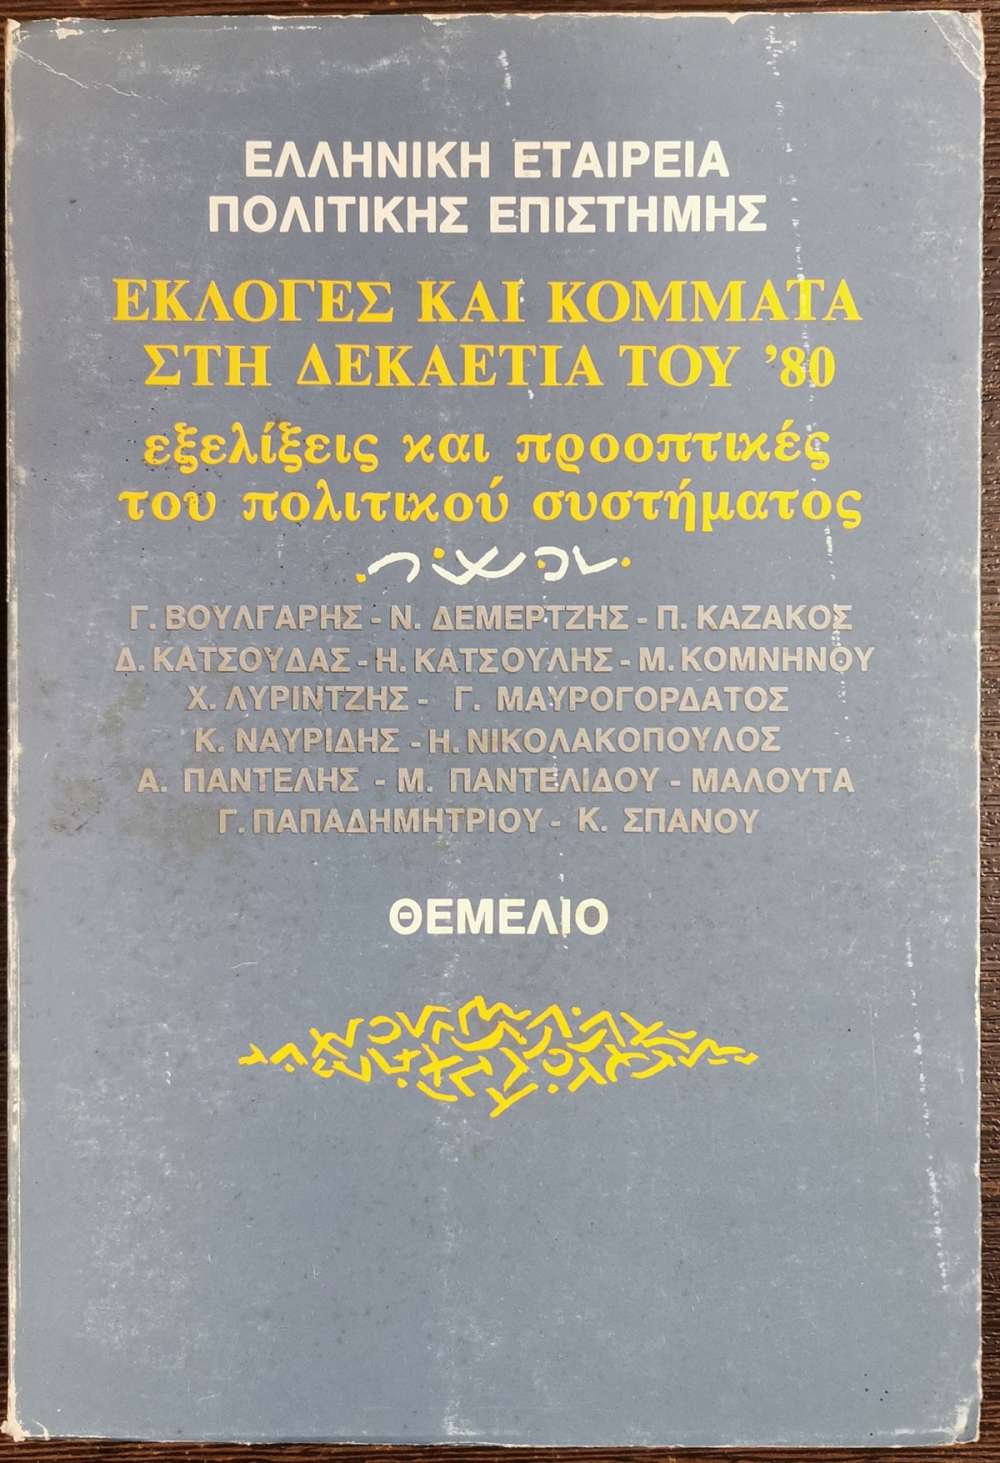 ΕΛΛΗΝΙΚΗ ΕΤΑΙΡΕΙΑ
ΠΟΛΙΤΙΚΗΣ ΕΠΙΣΤΗΜΗΣ
ΕΚΛΟΓΕΣ ΚΑΙ ΚΟΜΜΑΤΑ
ΣΤΗ ΔΕΚΑΕΤΙΑ ΤΟΥ ’80
εξελίξεις και προοπτικές
του πολιτικού συστήματος
Γ. ΒΟΥΛΓΑΡΗΣ - Ν. ΔΕΜΕΡΤΖΗΣ - Π. ΚΑΖΑΚΟΣ
Δ. ΚΑΤΣΟΥΔΑΣ - Η. ΚΑΤΣΟΥΛΗΣ - Μ. ΚΟΜΝΗΝΟΥ
Χ. ΛΥΡΙΝΤΖΗΣ - Γ. ΜΑΥΡΟΓΟΡΔΑΤΟΣ
Κ. ΝΑΥΡΙΔΗΣ - Η. ΝΙΚΟΛΑΚΟΠΟΥΛΟΣ
Α. ΠΑΝΤΕΛΗΣ - Μ. ΠΑΝΤΕΛΙΔΟΥ - ΜΑΛΟΥΤΑ
Γ. ΠΑΠΑΔΗΜΗΤΡΙΟΥ - Κ. ΣΠΑΝΟΥ
ΘΕΜΕΛΙΟ